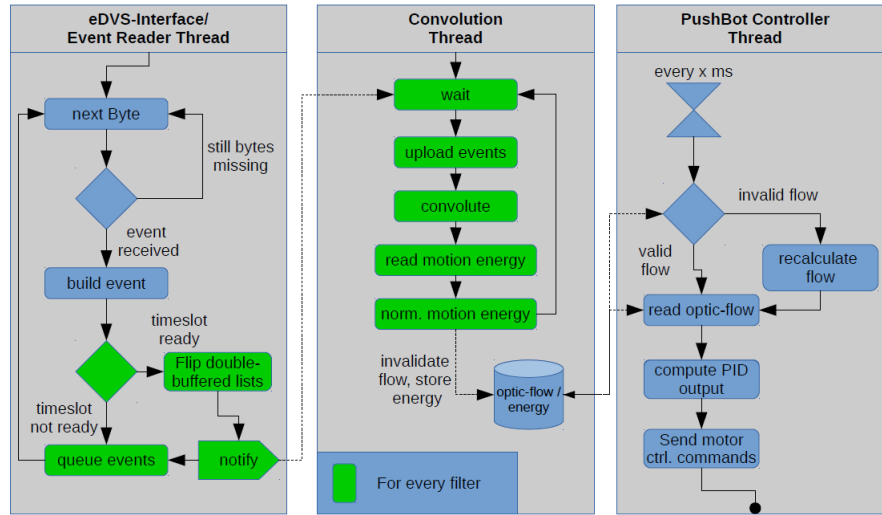 eDVS-Interface/
Event Reader Thread
next Byte
still bytes
missing
event
received
build event
timeslot
ready
Flip double-
buffered lists
timeslot
not ready
queue events
notify
Convolution
Thread
wait
upload events
convolute
read motion energy
norm. motion energy
invalidate
flow, store
energy
optic-flow /
energy
For every filter
PushBot Controller
Thread
every x ms
invalid flow
valid
flow
recalculate
flow
read optic-flow
compute PID
output
Send motor
ctrl. commands